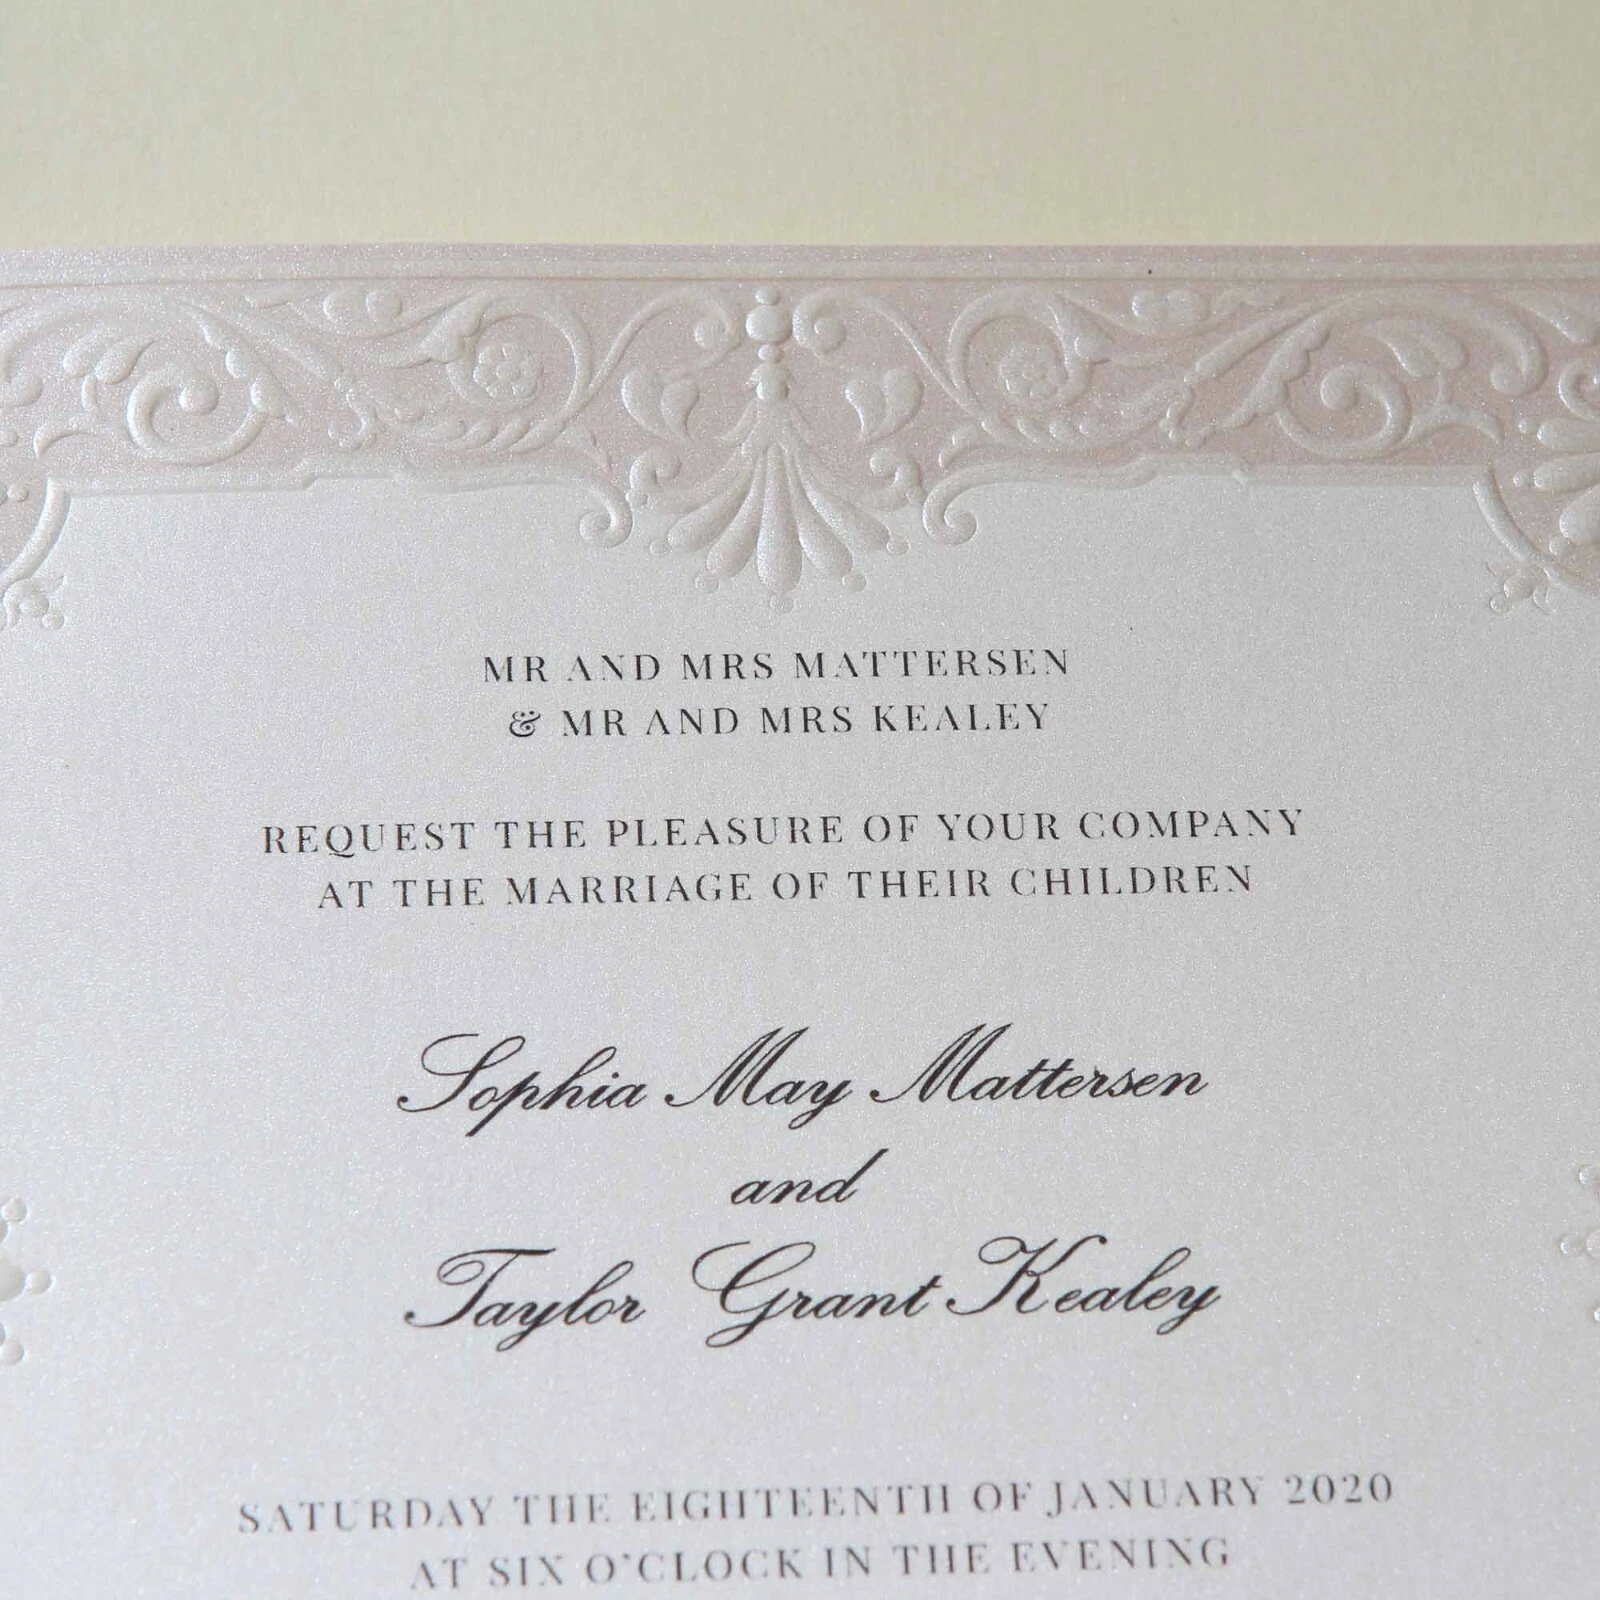 MR AND MRS MATTERSEN
& MR AND MRS KEALEY
REQUEST THE PLEASURE OF YOUR COMPANY
AT THE MARRIAGE OF THEIR CHILDREN
Sophia May Mattersen
and
Taylor Grant Kealey
SATURDAY THE EIGHTEENTH OF JANUARY 2020
AT SIX O'CLOCK IN THE EVENING